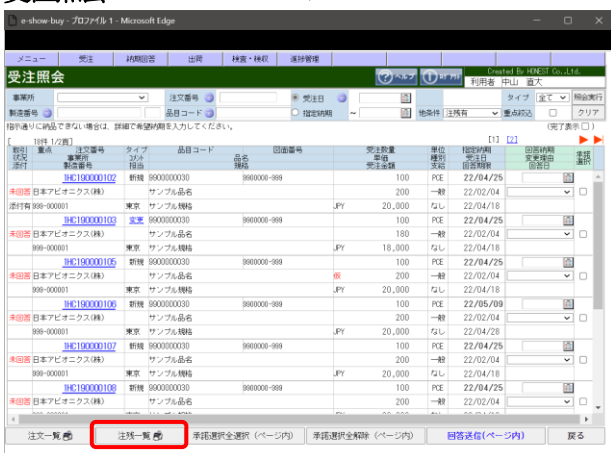 e-show-buy - プロファイル 1 - Microsoft Edge
メニュー 受注 納期回答 出荷 検査・検収 進捗管理
受注照会 ヘルプ ログアウト Created By HONEST Co.,Ltd.
利用者 中山 直大
事業所 注文番号 受注日 タイプ 全て 照会実行
製造番号 品目コード 指定納期 ~ 他条件 注残有 重点絞込 クリア
指示通りに納品できない場合は、詳細で希望納期を入力してください。 (完了表示 )
[ 18件 1/2頁] [1] [2]
取引 重点 注文番号 タイプ 品目コード 図面番号 受注数量 単位 指定納期 回答納期 承諾
状況 事業所 コメント 品名 単価 種別 受注日 変更理由 選択
添付 製造番号 担当 規格 受注金額 支給 回答期限 回答日
1HC190000102 新規 9900000030 9900000-999 100 PCE 22/04/25
未回答 日本アビオニクス(株) サンプル品名 200 一般 22/02/04
添付有 999-000001 東京 サンプル規格 JPY 20,000 なし 22/04/18
1HC190000103 変更 9900000030 9900000-999 100 PCE 22/04/25
未回答 日本アビオニクス(株) サンプル品名 180 一般 22/02/04
999-000001 東京 サンプル規格 JPY 18,000 なし 22/04/18
1HC190000105 新規 9900000030 9900000-999 100 PCE 22/04/25
未回答 日本アビオニクス(株) サンプル品名 仮 200 一般 22/02/04
999-000001 東京 サンプル規格 JPY 20,000 なし 22/04/18
1HC190000106 新規 9900000030 9900000-999 100 PCE 22/05/09
未回答 日本アビオニクス(株) サンプル品名 200 一般 22/02/04
999-000001 東京 サンプル規格 JPY 20,000 なし 22/04/28
1HC190000107 新規 9900000030 9900000-999 100 PCE 22/04/25
未回答 日本アビオニクス(株) サンプル品名 200 一般 22/02/04
999-000001 東京 サンプル規格 JPY 20,000 なし 22/04/18
1HC190000108 新規 9900000030 9900000-999 100 PCE 22/04/25
未回答 日本アビオニクス(株) サンプル品名 200 一般 22/02/04
注文一覧 注残一覧 承諾選択全選択（ページ内） 承諾選択全解除（ページ内） 回答送信(ページ内) 戻る